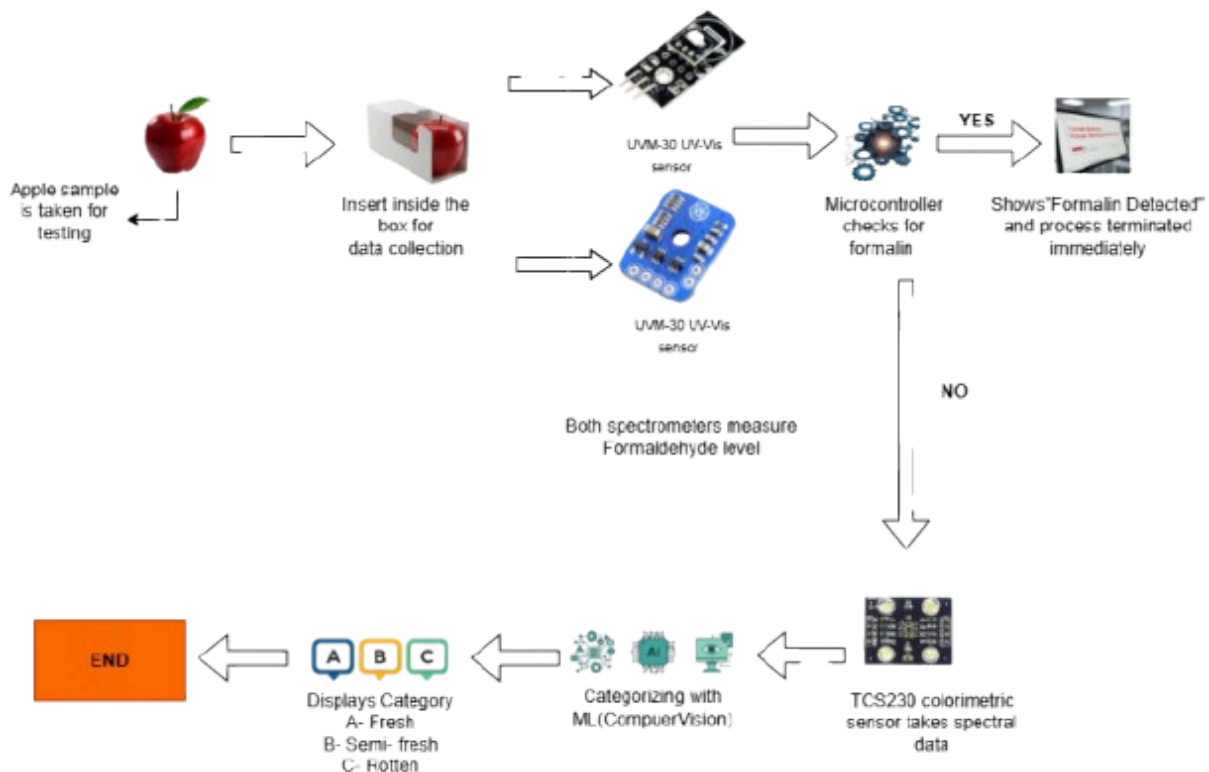 Apple sample
is taken for
testing
Insert inside the
box for
data collection
UVM-30 UV-Vis
sensor
UVM-30 UV-Vis
sensor
Both spectrometers measure
Formaldehyde level
Microcontroller
checks for
formalin
YES
Shows"Formalin Detected"
and process terminated
immediately
NO
TCS230 colorimetric
sensor takes spectral
data
AI
Categorizing with
ML(CompuerVision)
A B C
Displays Category
A- Fresh
B- Semi- fresh
C- Rotten
END